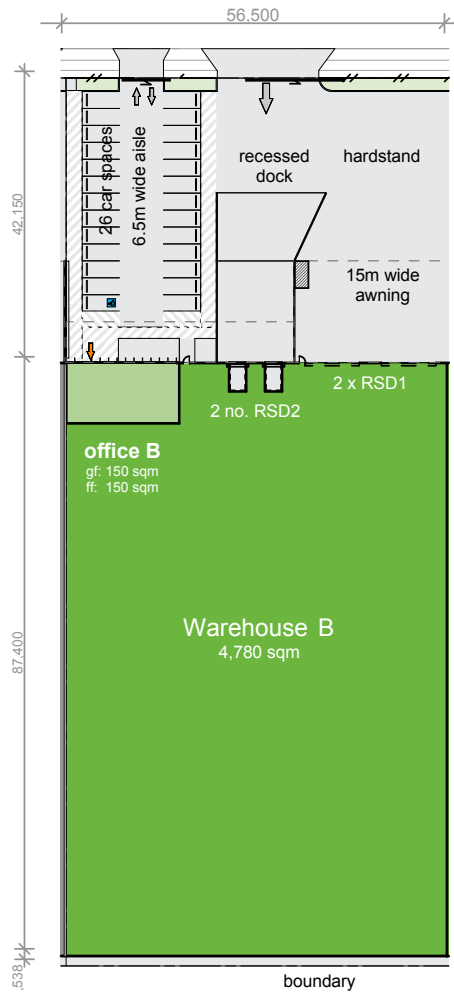 56,500
42,150
26 car spaces
6.5m wide aisle
recessed
dock
hardstand
15m wide
awning
2 no. RSD2
2 x RSD1
office B
gf: 150 sqm
ff: 150 sqm
Warehouse B
4,780 sqm
87,400
,538
boundary